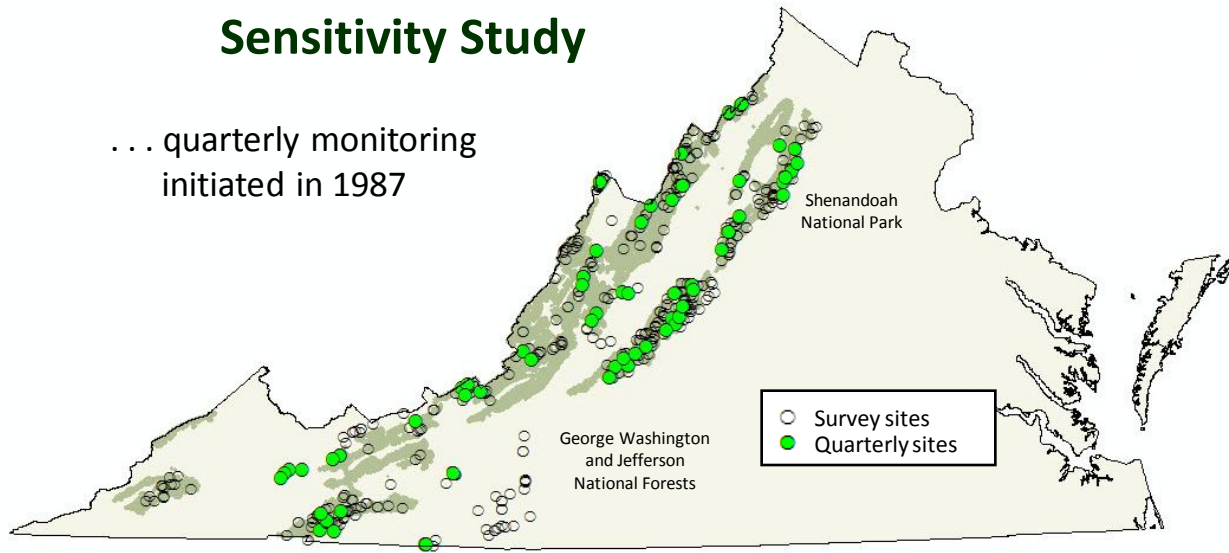 Sensitivity Study
. . . quarterly monitoring
initiated in 1987
Shenandoah
National Park
George Washington
and Jefferson
National Forests
Survey sites
Quarterly sites